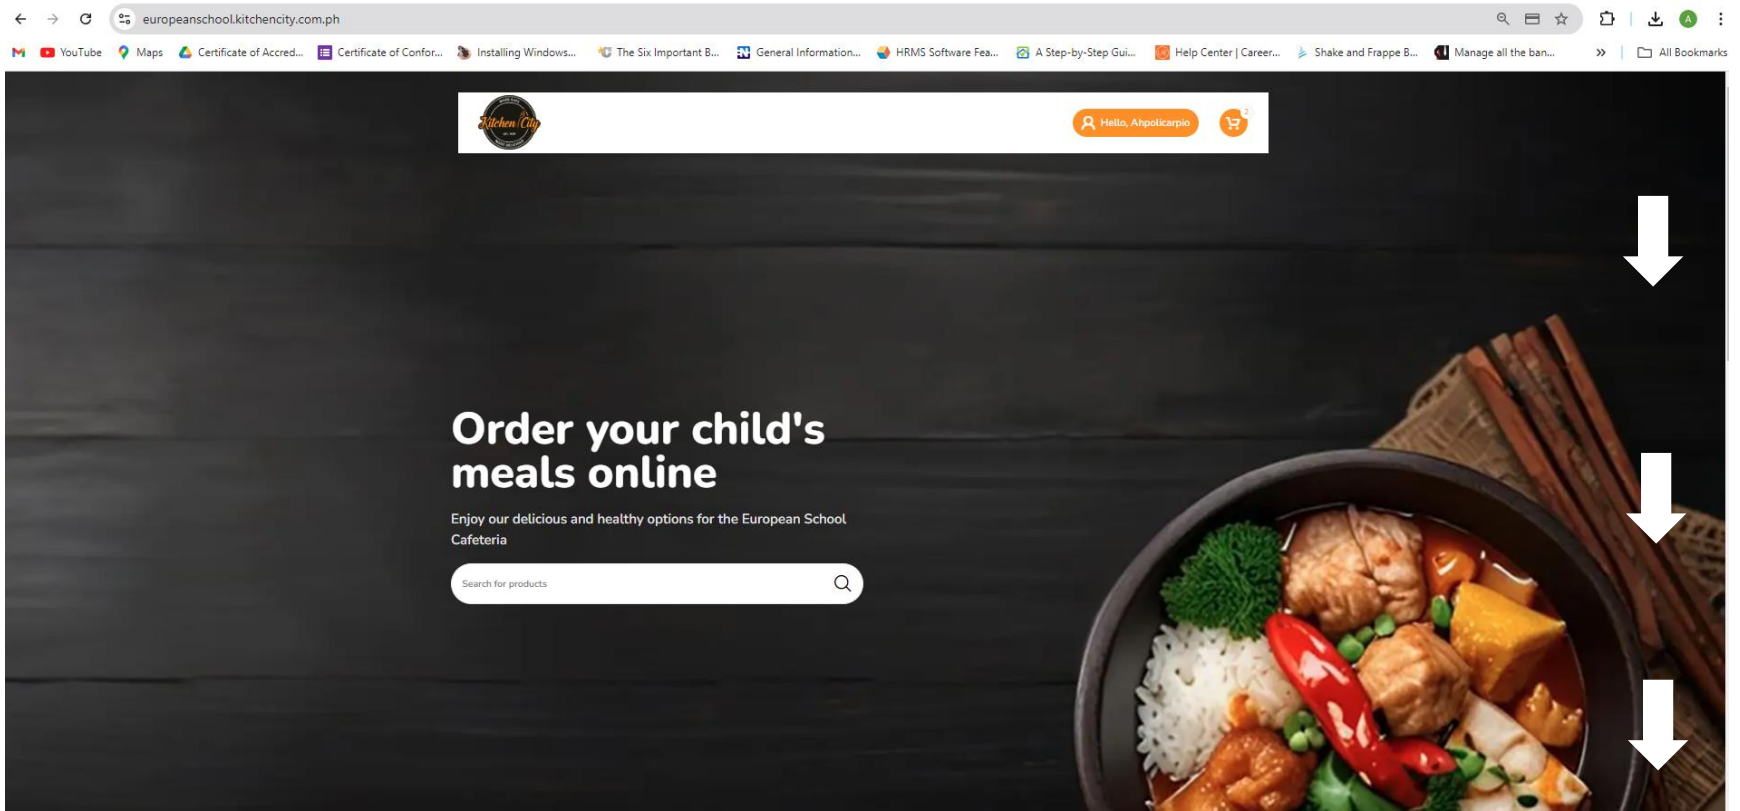 europeanschool.kitchencity.com.ph
YouTube Maps Certificate of Accred... Certificate of Confor... Installing Windows... The Six Important B... General Information... HRMS Software Fea... A Step-by-Step Gui... Help Center | Career... Shake and Frappe B... Manage all the ban... » All Bookmarks
Kitchen City
Hello, Ahpolicarpio
2
Order your child's
meals online
Enjoy our delicious and healthy options for the European School
Cafeteria
Search for products